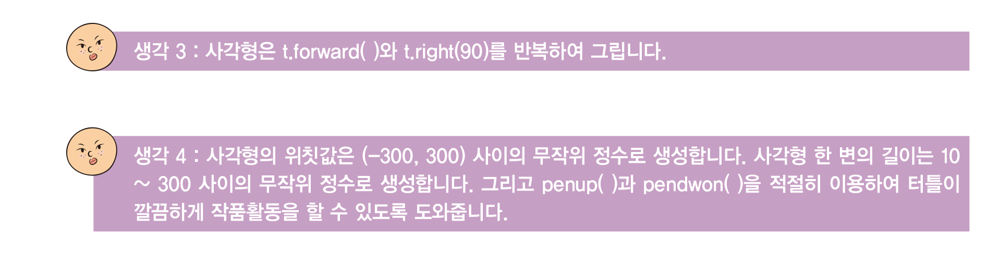 생각 3 : 사각형은 t.forward( )와 t.right(90)를 반복하여 그립니다.
생각 4 : 사각형의 위칫값은 (-300, 300) 사이의 무작위 정수로 생성합니다. 사각형 한 변의 길이는 10
~ 300 사이의 무작위 정수로 생성합니다. 그리고 penup( )과 pendwon( )을 적절히 이용하여 터틀이
깔끔하게 작품활동을 할 수 있도록 도와줍니다.